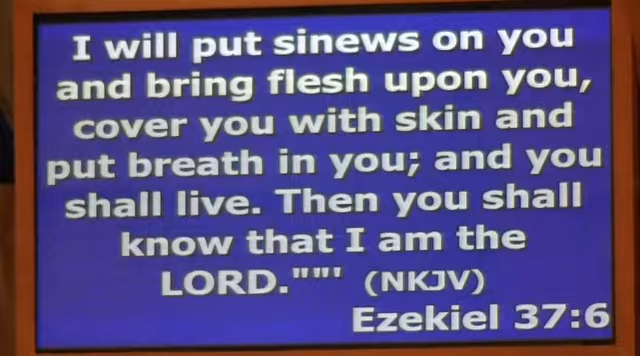 I will put sinews on you
and bring flesh upon you,
cover you with skin and
put breath in you; and you
shall live. Then you shall
know that I am the
LORD.""' (NKJV)
Ezekiel 37:6